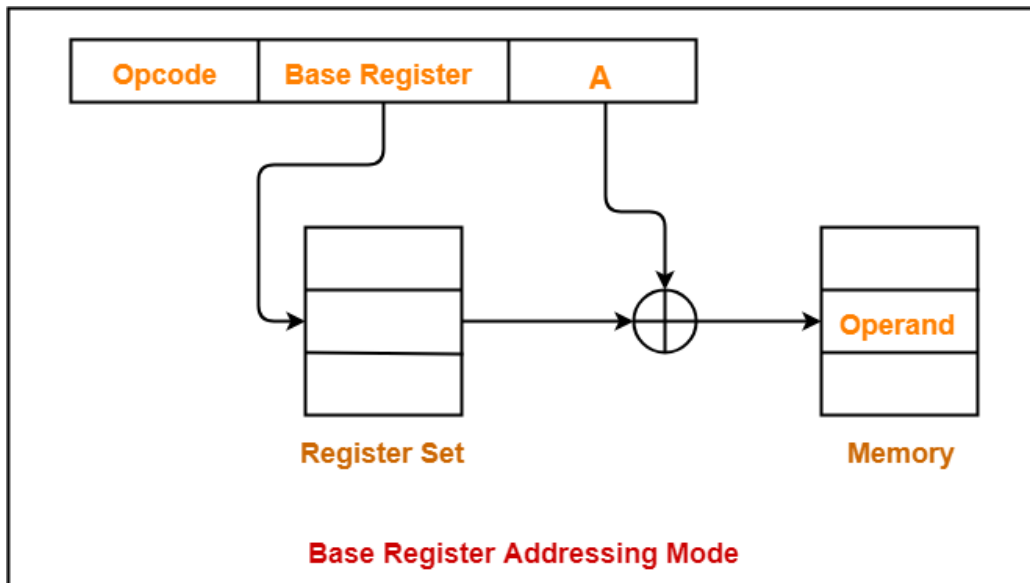 Opcode Base Register A
Operand
Register Set Memory
Base Register Addressing Mode